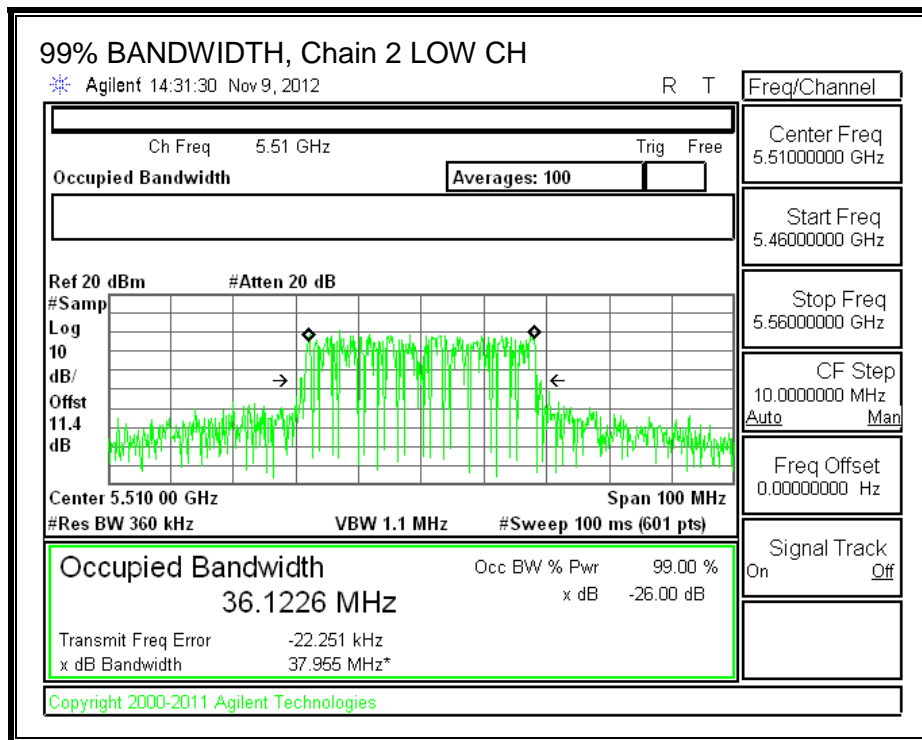 99% BANDWIDTH, Chain 2 LOW CH
Agilent 14:31:30 Nov 9, 2012 R T
Ch Freq 5.51 GHz Trig Free
Occupied Bandwidth Averages: 100
Ref 20 dBm #Atten 20 dB
#Samp
Log
10
dB/
Offst
11.4
dB
Center 5.510 00 GHz Span 100 MHz
#Res BW 360 kHz VBW 1.1 MHz #Sweep 100 ms (601 pts)
Occupied Bandwidth Occ BW % Pwr 99.00 %
36.1226 MHz x dB -26.00 dB
Transmit Freq Error -22.251 kHz
x dB Bandwidth 37.955 MHz*
Copyright 2000-2011 Agilent Technologies
Freq/Channel
Center Freq
5.51000000 GHz
Start Freq
5.46000000 GHz
Stop Freq
5.56000000 GHz
CF Step
10.0000000 MHz
Auto Man
Freq Offset
0.00000000 Hz
Signal Track
On Off